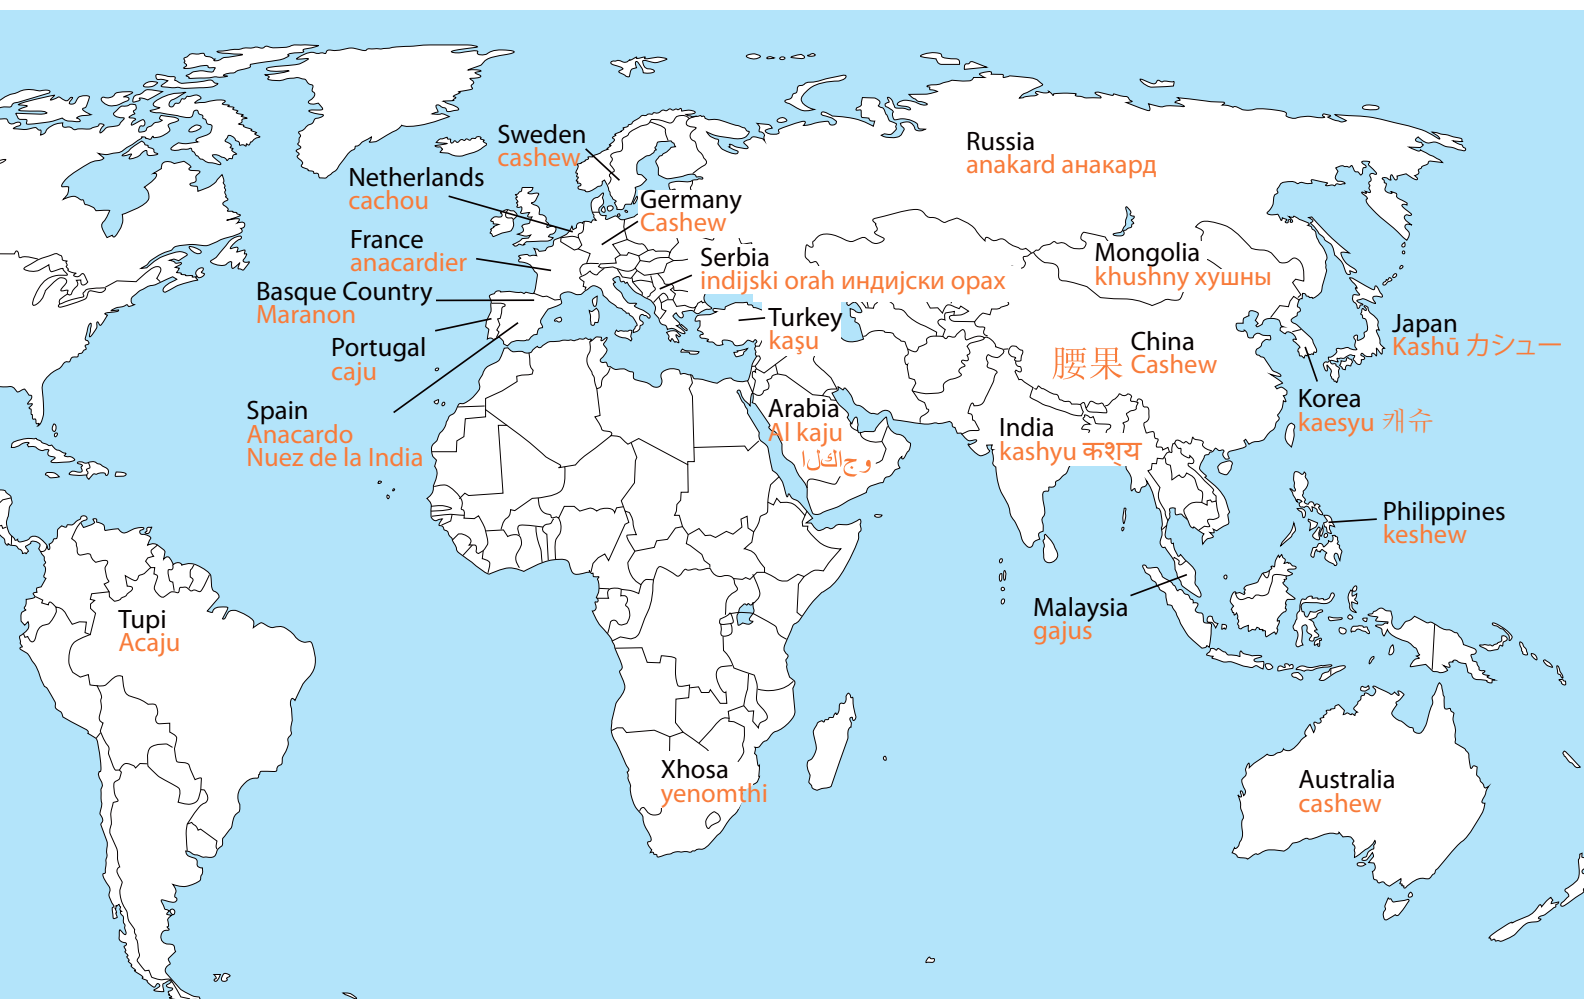 Sweden
cashew
Russia
anakard анакард
Netherlands
cachou
Germany
Cashew
France
anacardier
Serbia
indijski orah индијски орах
Mongolia
khushny хушны
Basque Country
Maranon
Turkey
kaşu
Portugal
caju
China
腰果 Cashew
Japan
Kashū カシュー
Spain
Anacardo
Nuez de la India
Arabia
Al kaju
وجاكلا
India
kashyu कश्य
Korea
kaesyu 캐슈
Philippines
keshew
Malaysia
gajus
Tupi
Acaju
Xhosa
yenomthi
Australia
cashew